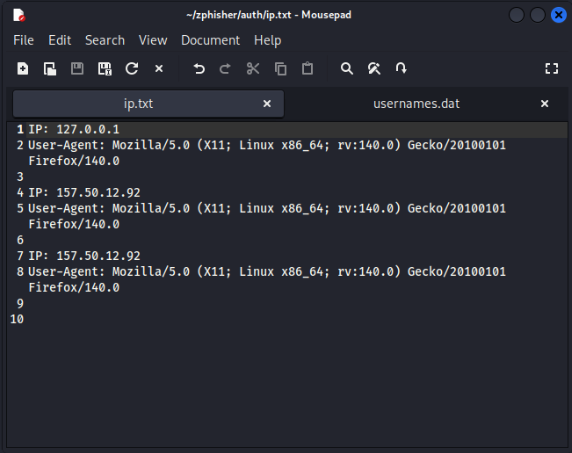 ~/zphisher/auth/ip.txt - Mousepad
File Edit Search View Document Help
ip.txt usernames.dat
1 IP: 127.0.0.1
2 User-Agent: Mozilla/5.0 (X11; Linux x86_64; rv:140.0) Gecko/20100101
Firefox/140.0
3
4 IP: 157.50.12.92
5 User-Agent: Mozilla/5.0 (X11; Linux x86_64; rv:140.0) Gecko/20100101
Firefox/140.0
6
7 IP: 157.50.12.92
8 User-Agent: Mozilla/5.0 (X11; Linux x86_64; rv:140.0) Gecko/20100101
Firefox/140.0
9
10